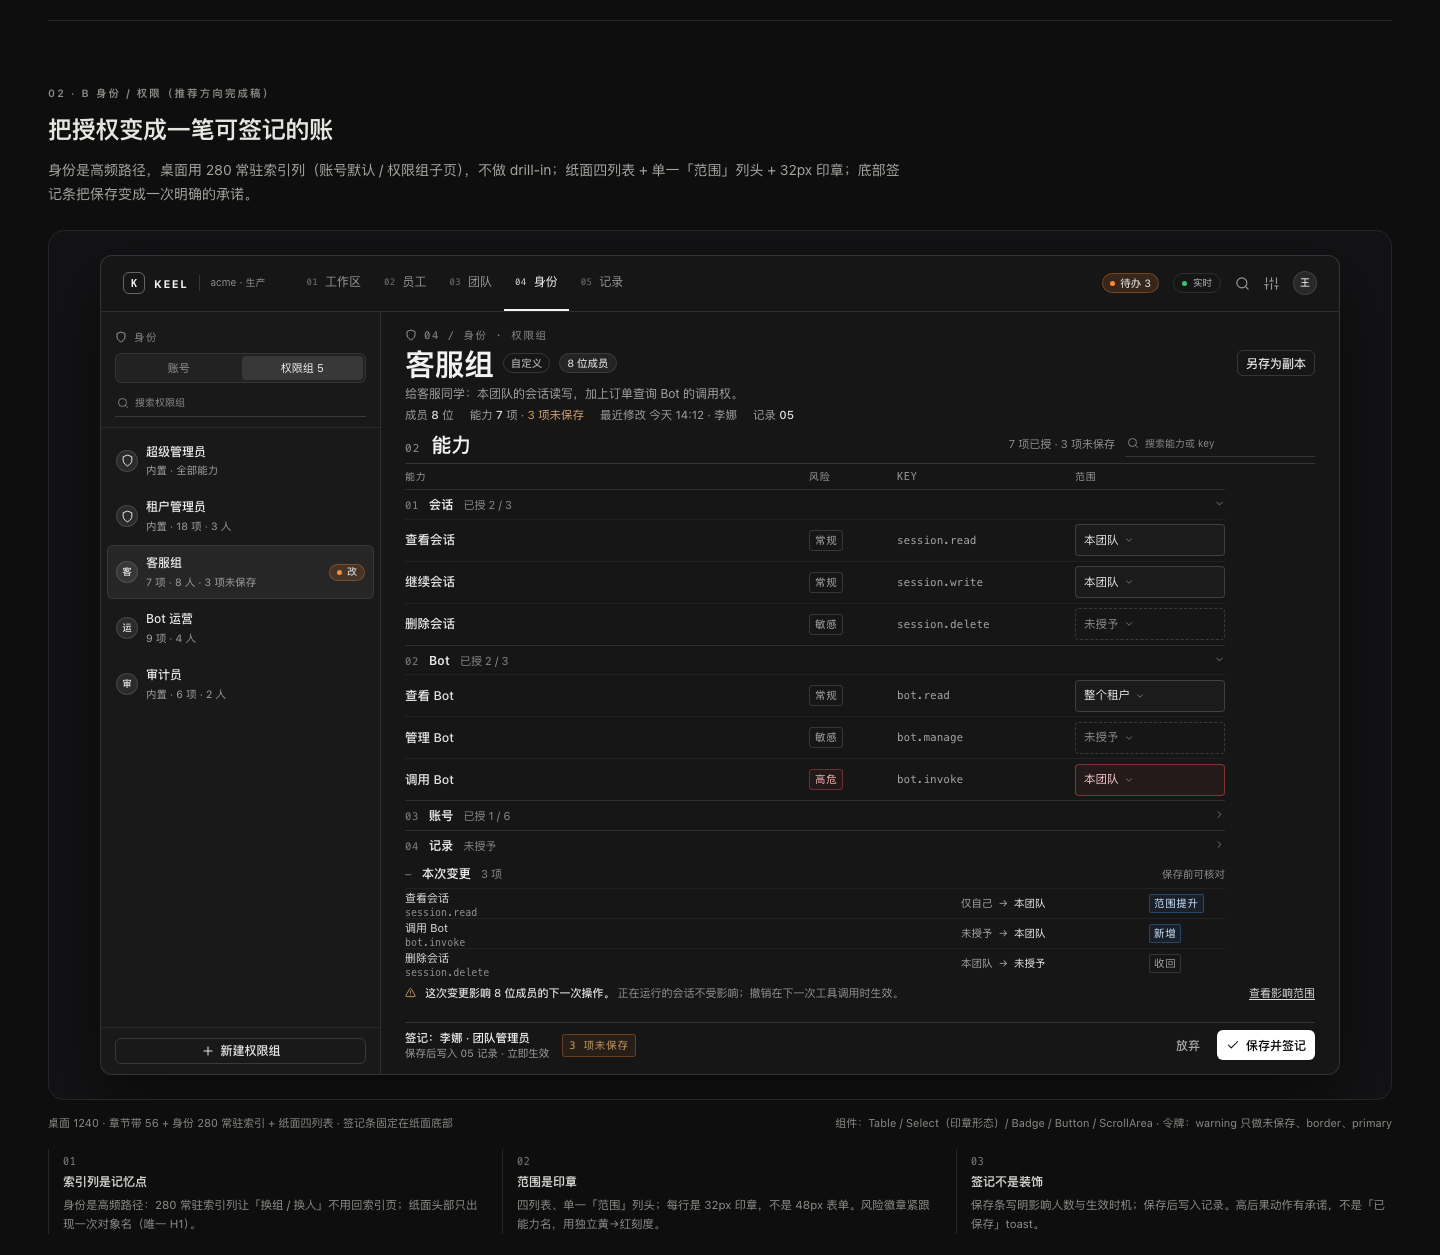 02 · B 身份 / 权限（推荐方向完成稿）
把授权变成一笔可签记的账
身份是高频路径，桌面用 280 常驻索引列（账号默认 / 权限组子页），不做 drill-in；纸面四列表 + 单一「范围」列头 + 32px 印章；底部签
记条把保存变成一次明确的承诺。
K KEEL acme · 生产 01 工作区 02 员工 03 团队 04 身份 05 记录 待办 3 实时 王
身份
账号 权限组 5
搜索权限组
超级管理员
内置 · 全部能力
租户管理员
内置 · 18 项 · 3 人
客 客服组 改
7 项 · 8 人 · 3 项未保存
运 Bot 运营
9 项 · 4 人
审 审计员
内置 · 6 项 · 2 人
新建权限组
04 / 身份 · 权限组
客服组 自定义 8 位成员 另存为副本
给客服同学：本团队的会话读写，加上订单查询 Bot 的调用权。
成员 8 位 能力 7 项 · 3 项未保存 最近修改 今天 14:12 · 李娜 记录 05
02 能力 7 项已授 · 3 项未保存 搜索能力或 key
能力 风险 KEY 范围
01 会话 已授 2 / 3
查看会话 常规 session.read 本团队
继续会话 常规 session.write 本团队
删除会话 敏感 session.delete 未授予
02 Bot 已授 2 / 3
查看 Bot 常规 bot.read 整个租户
管理 Bot 敏感 bot.manage 未授予
调用 Bot 高危 bot.invoke 本团队
03 账号 已授 1 / 6
04 记录 未授予
— 本次变更 3 项 保存前可核对
查看会话 仅自己 → 本团队 范围提升
session.read
调用 Bot 未授予 → 本团队 新增
bot.invoke
删除会话 本团队 → 未授予 收回
session.delete
这次变更影响 8 位成员的下一次操作。 正在运行的会话不受影响；撤销在下一次工具调用时生效。 查看影响范围
签记：李娜 · 团队管理员 3 项未保存 放弃 保存并签记
保存后写入 05 记录 · 立即生效
桌面 1240 · 章节带 56 + 身份 280 常驻索引 + 纸面四列表 · 签记条固定在纸面底部
组件：Table / Select（印章形态）/ Badge / Button / ScrollArea · 令牌：warning 只做未保存、border、primary
01
索引列是记忆点
身份是高频路径：280 常驻索引列让「换组 / 换人」不用回索引页；纸面头部只出
现一次对象名（唯一 H1）。
02
范围是印章
四列表、单一「范围」列头；每行是 32px 印章，不是 48px 表单。风险徽章紧跟
能力名，用独立黄→红刻度。
03
签记不是装饰
保存条写明影响人数与生效时机；保存后写入记录。高后果动作有承诺，不是「已
保存」toast。